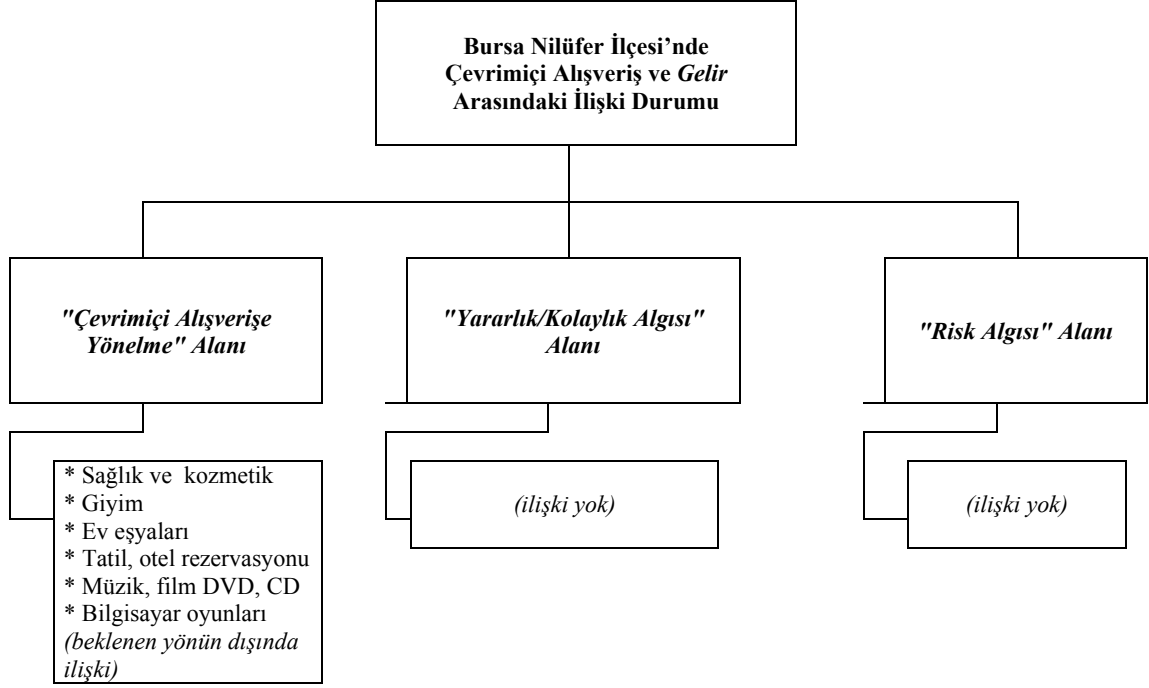 Bursa Nilüfer İlçesi’nde
Çevrimiçi Alışveriş ve Gelir
Arasındaki İlişki Durumu
"Çevrimiçi Alışverişe
Yönelme" Alanı
"Yararlık/Kolaylık Algısı"
Alanı
"Risk Algısı" Alanı
* Sağlık ve kozmetik
* Giyim
* Ev eşyaları
* Tatil, otel rezervasyonu
* Müzik, film DVD, CD
* Bilgisayar oyunları
(beklenen yönün dışında
ilişki)
(ilişki yok)
(ilişki yok)